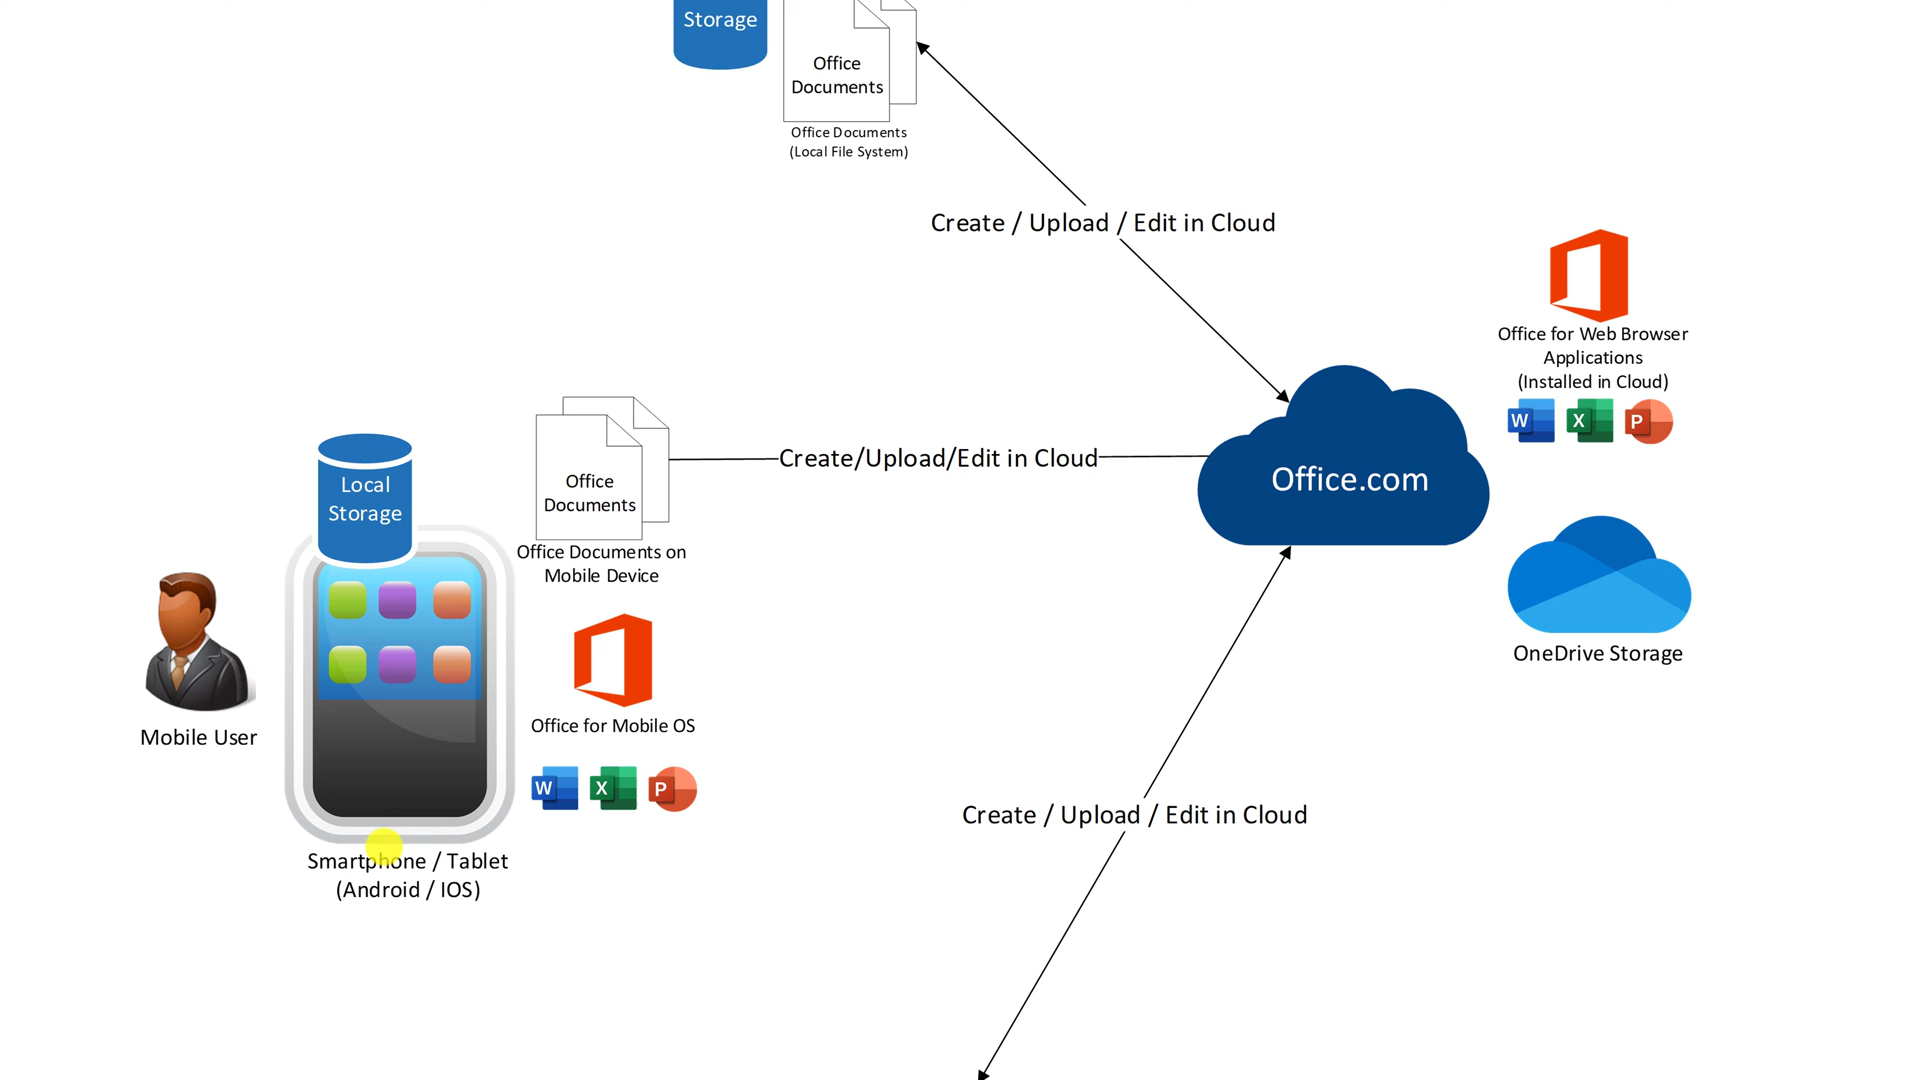 Storage
Office
Documents
Office Documents
(Local File System)
Create / Upload / Edit in Cloud
Office for Web Browser
Applications
(Installed in Cloud)
W X P
Office.com
OneDrive Storage
Create/Upload/Edit in Cloud
Office
Documents
Office Documents on
Mobile Device
Local
Storage
Office for Mobile OS
W X P
Mobile User
Smartphone / Tablet
(Android / IOS)
Create / Upload / Edit in Cloud